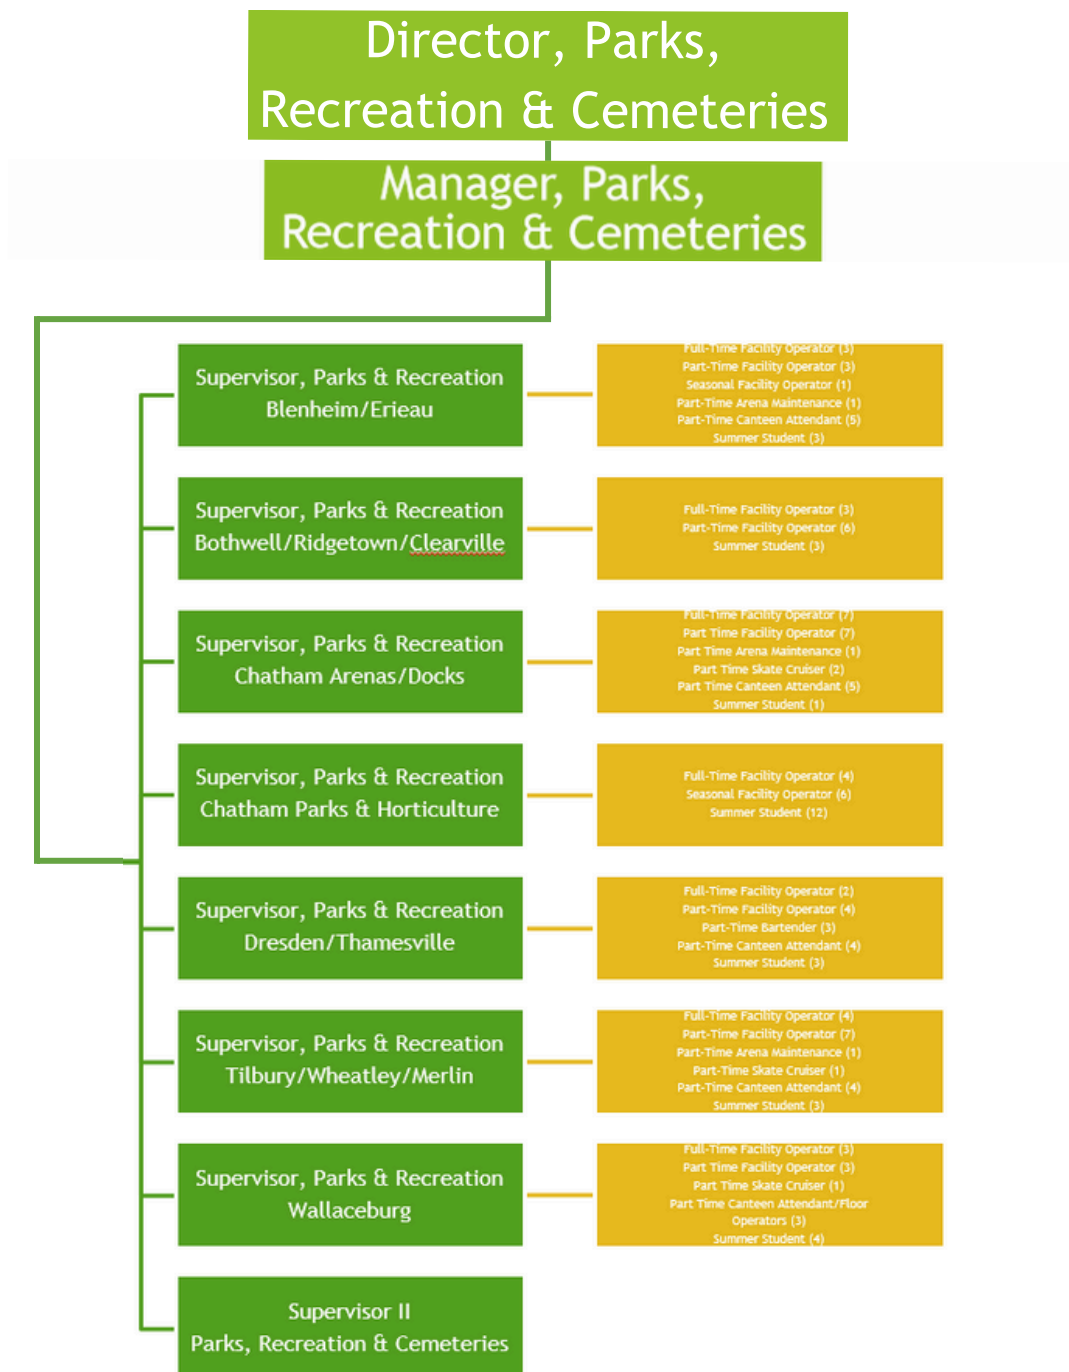 Director, Parks,
Recreation & Cemeteries
Manager, Parks,
Recreation & Cemeteries
Supervisor, Parks & Recreation
Blenheim/Erieau
Full-Time Facility Operator (3)
Part-Time Facility Operator (3)
Seasonal Facility Operator (1)
Part-Time Arena Maintenance (1)
Part-Time Canteen Attendant (5)
Summer Student (3)
Supervisor, Parks & Recreation
Bothwell/Ridgetown/Clearville
Full-Time Facility Operator (3)
Part-Time Facility Operator (6)
Summer Student (3)
Supervisor, Parks & Recreation
Chatham Arenas/Docks
Full-Time Facility Operator (7)
Part Time Facility Operator (7)
Part Time Arena Maintenance (1)
Part Time Skate Cruiser (2)
Part Time Canteen Attendant (5)
Summer Student (1)
Supervisor, Parks & Recreation
Chatham Parks & Horticulture
Full-Time Facility Operator (4)
Seasonal Facility Operator (6)
Summer Student (12)
Supervisor, Parks & Recreation
Dresden/Thamesville
Full-Time Facility Operator (2)
Part-Time Facility Operator (4)
Part-Time Bartender (3)
Part-Time Canteen Attendant (4)
Summer Student (3)
Supervisor, Parks & Recreation
Tilbury/Wheatley/Merlin
Full-Time Facility Operator (4)
Part-Time Facility Operator (7)
Part-Time Arena Maintenance (1)
Part-Time Skate Cruiser (1)
Part-Time Canteen Attendant (4)
Summer Student (3)
Supervisor, Parks & Recreation
Wallaceburg
Full-Time Facility Operator (3)
Part Time Facility Operator (3)
Part Time Skate Cruiser (1)
Part Time Canteen Attendant/Floor
Operators (3)
Summer Student (4)
Supervisor II
Parks, Recreation & Cemeteries